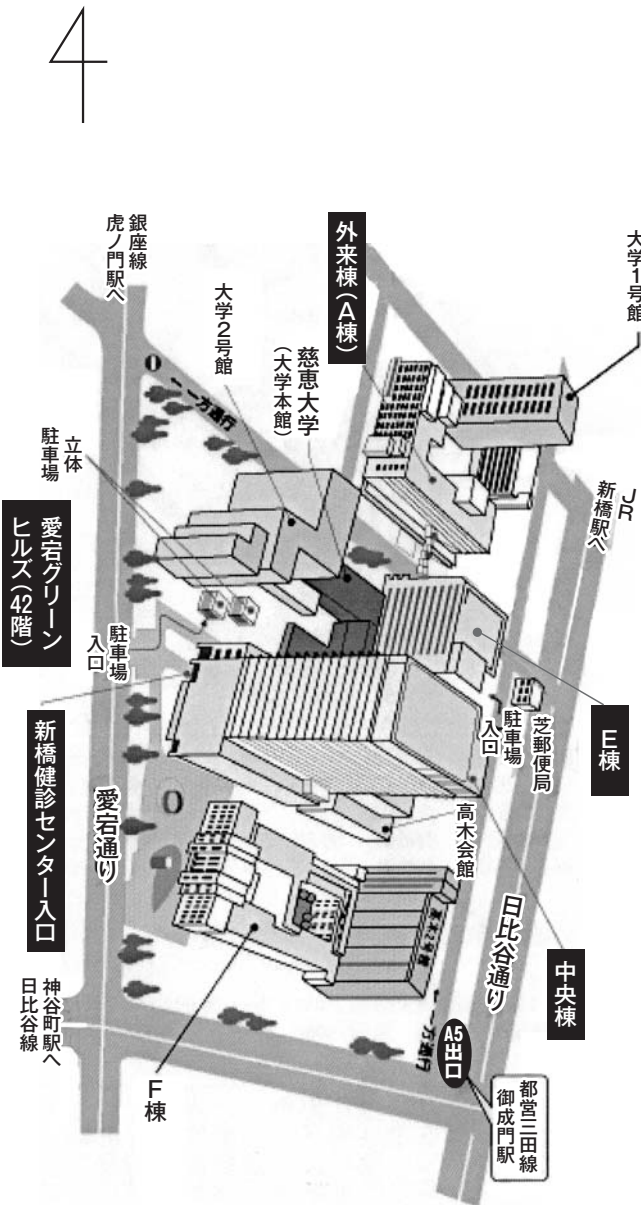 大学1号館
銀座線
虎ノ門駅へ
外来棟(A棟)
大学2号館
慈恵大学
(大学本館)
JR
新橋駅へ
←一方通行
立体
駐車場
愛宕グリーン
ヒルズ(42階)
駐車場
入口
駐車場
入口
芝郵便局
E棟
新橋健診センター入口
愛宕通り
高木会館
日比谷通り
中央棟
←一方通行
A5出口
神谷町駅へ
日比谷線
F棟
都営三田線
御成門駅